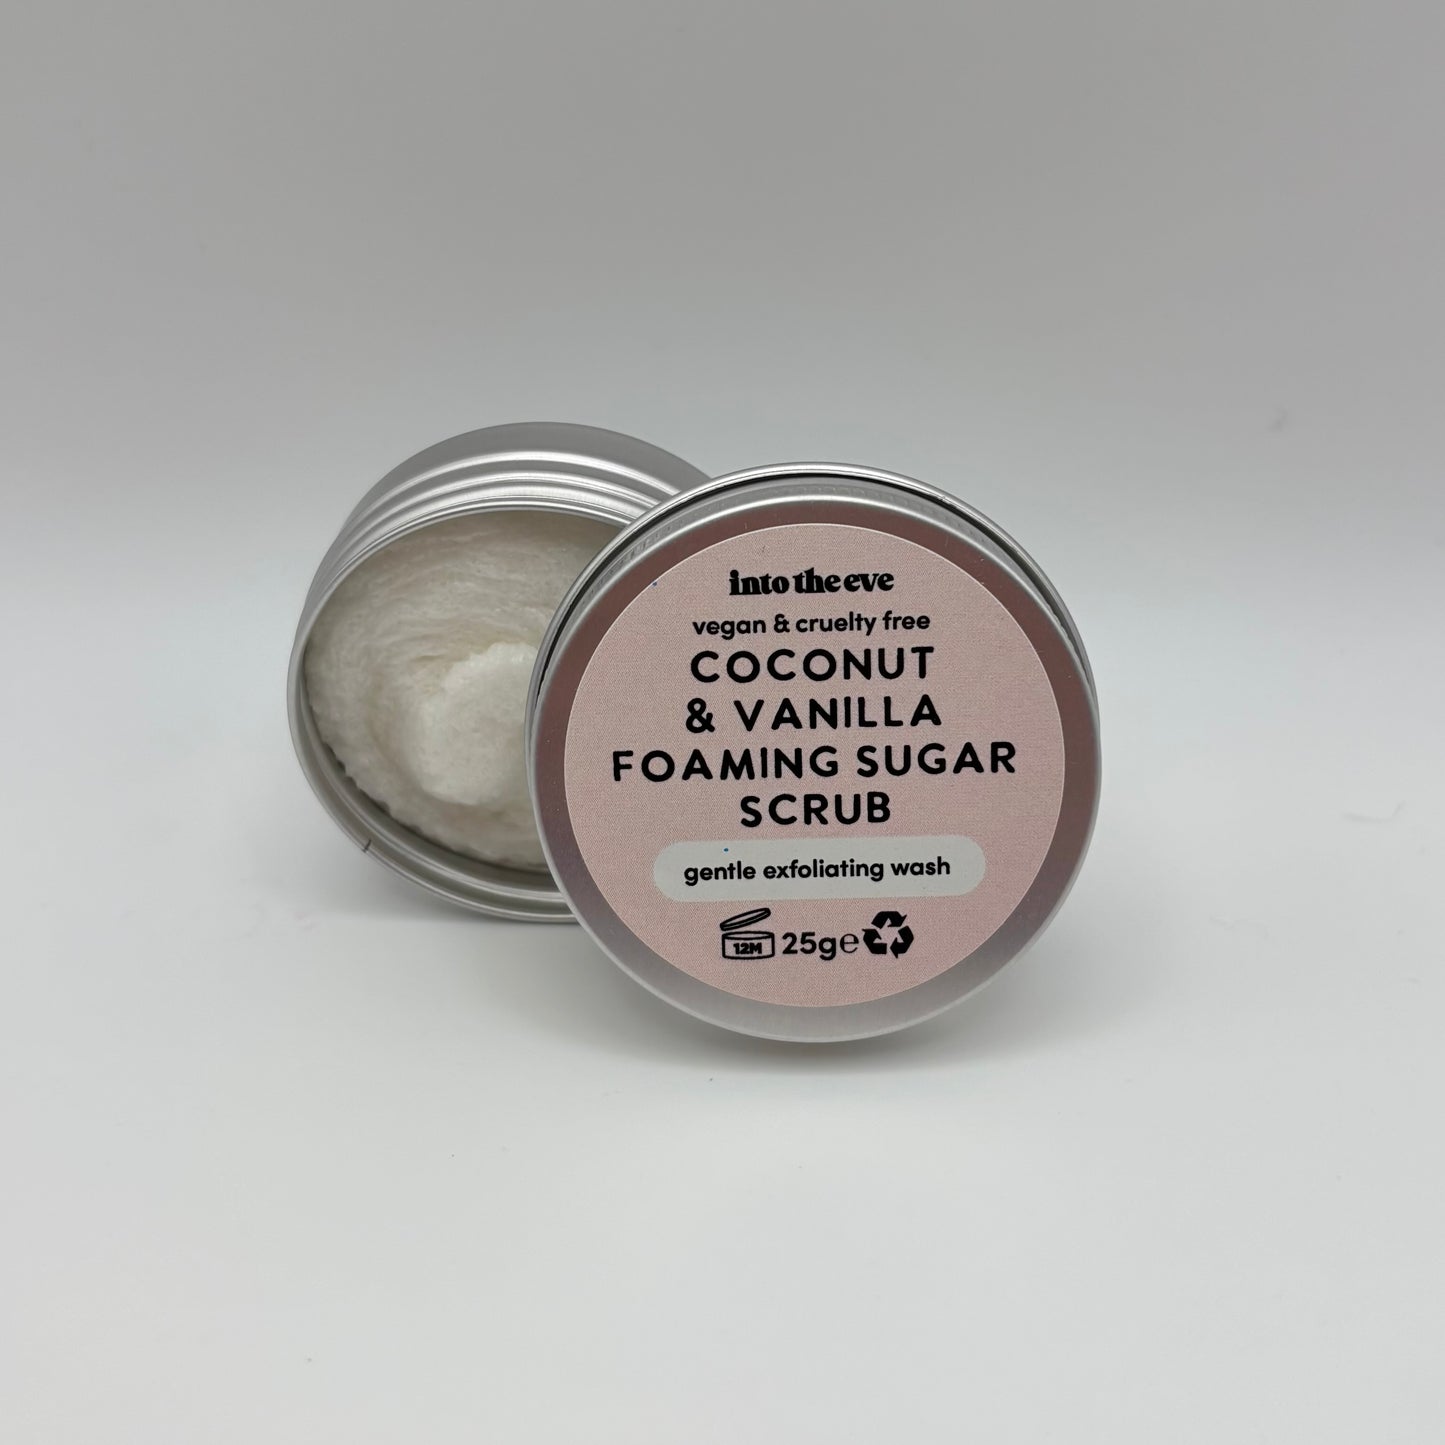 into the eve
vegan & cruelty free
COCONUT
& VANILLA
FOAMING SUGAR
SCRUB
gentle exfoliating wash
12M 25g℮